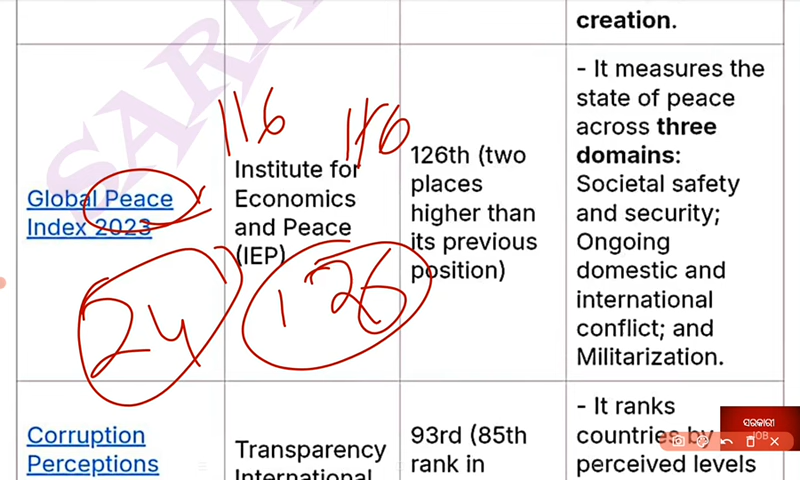 creation.
SARK
116
116
Global Peace
Index 2023
Institute for
Economics
and Peace
(IEP)
126th (two
places
higher than
its previous
position)
- It measures the
state of peace
across three
domains:
Societal safety
and security;
Ongoing
domestic and
international
conflict; and
Militarization.
24
126
Corruption
Perceptions
Transparency
International
93rd (85th
rank in
- It ranks
countries by
perceived levels
ସରକାରୀ
JOB